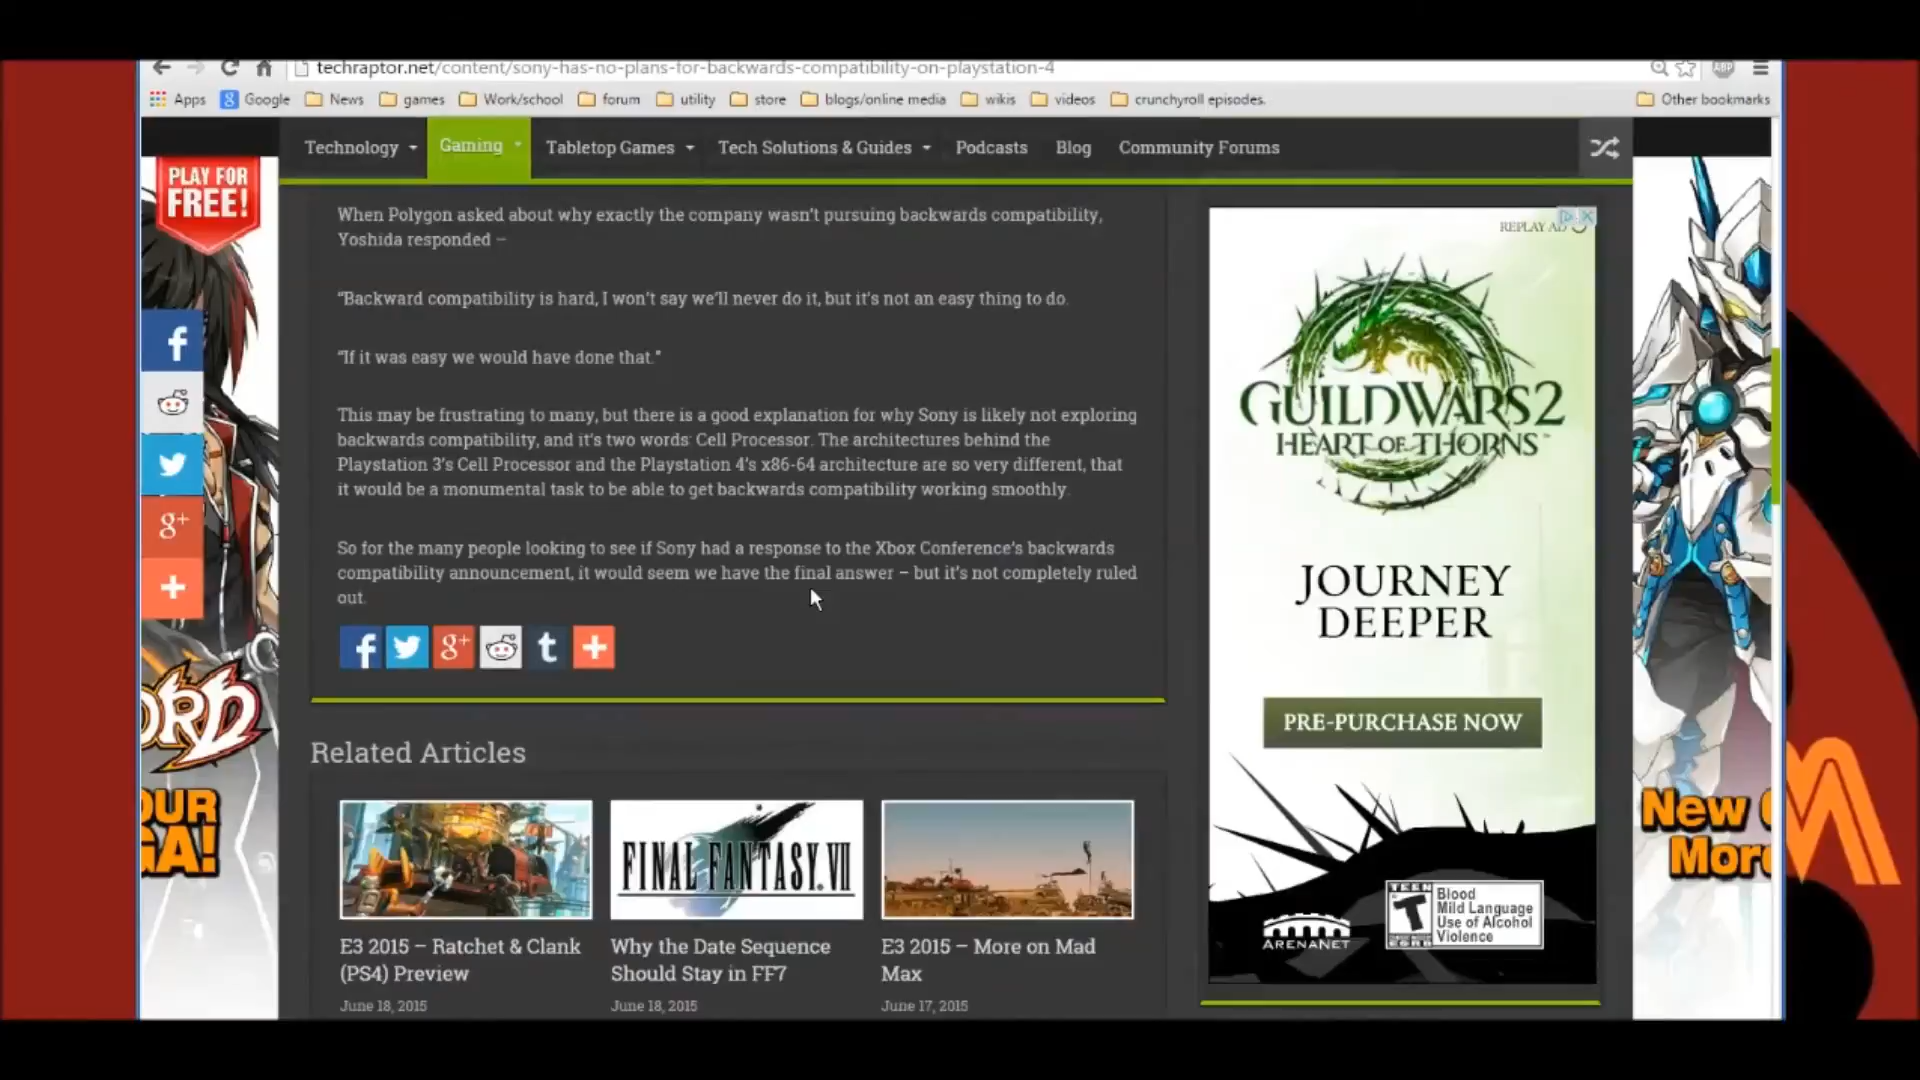 techraptor.net/content/sony-has-no-plans-for-backwards-compatibility-on-playstation-4
ABP
Apps Google News games Work/school forum utility store blogs/online media wikis videos crunchyroll episodes. Other bookmarks
Technology Gaming Tabletop Games Tech Solutions & Guides Podcasts Blog Community Forums
PLAY FOR
FREE!
When Polygon asked about why exactly the company wasn't pursuing backwards compatibility,
Yoshida responded –
“Backward compatibility is hard, I won't say we'll never do it, but it's not an easy thing to do.
“If it was easy we would have done that.”
This may be frustrating to many, but there is a good explanation for why Sony is likely not exploring
backwards compatibility, and it's two words: Cell Processor. The architectures behind the
Playstation 3's Cell Processor and the Playstation 4's x86-64 architecture are so very different, that
it would be a monumental task to be able to get backwards compatibility working smoothly.
So for the many people looking to see if Sony had a response to the Xbox Conference's backwards
compatibility announcement, it would seem we have the final answer – but it's not completely ruled
out.
f
g+
f g+ t
ORD
OUR
GA!
Related Articles
FINAL FANTASY VII
E3 2015 – Ratchet & Clank
(PS4) Preview
June 18, 2015
Why the Date Sequence
Should Stay in FF7
June 18, 2015
E3 2015 – More on Mad
Max
June 17, 2015
REPLAY AD
GUILD WARS 2
HEART OF THORNS™
JOURNEY
DEEPER
PRE-PURCHASE NOW
ARENANET
TEEN
T
Blood
Mild Language
Use of Alcohol
Violence
New
More